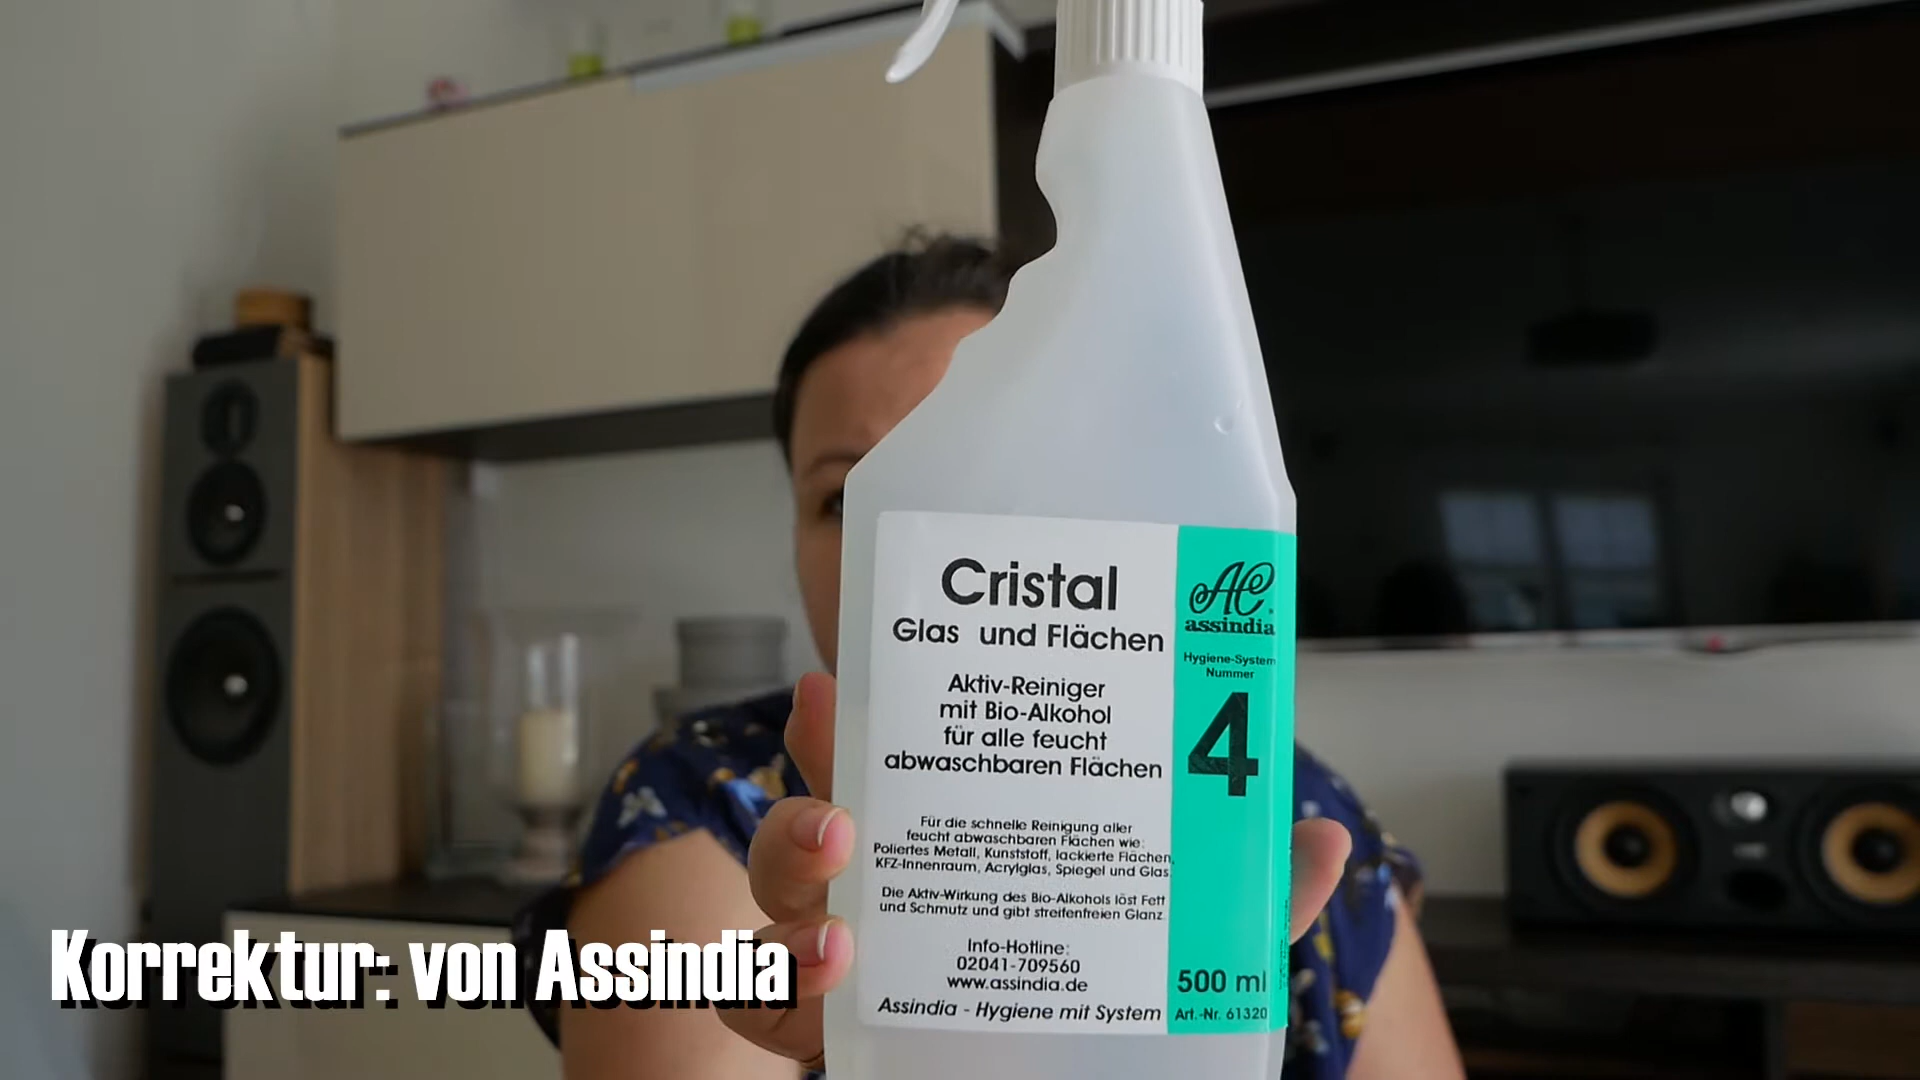 Cristal
Glas und Flächen
Aktiv-Reiniger
mit Bio-Alkohol
für alle feucht
abwaschbaren Flächen
Für die schnelle Reinigung aller
feucht abwaschbaren Flächen wie:
Poliertes Metall, Kunststoff, lackierte Flächen,
KFZ-Innenraum, Acrylglas, Spiegel und Glas
Die Aktiv-Wirkung des Bio-Alkohols löst Fett
und Schmutz und gibt streifenfreien Glanz.
Info-Hotline:
02041-709560
www.assindia.de
Assindia - Hygiene mit System
AC
assindia
Hygiene-System
Nummer
4
500 ml
Art.-Nr. 61320
Korrektur: von Assindia